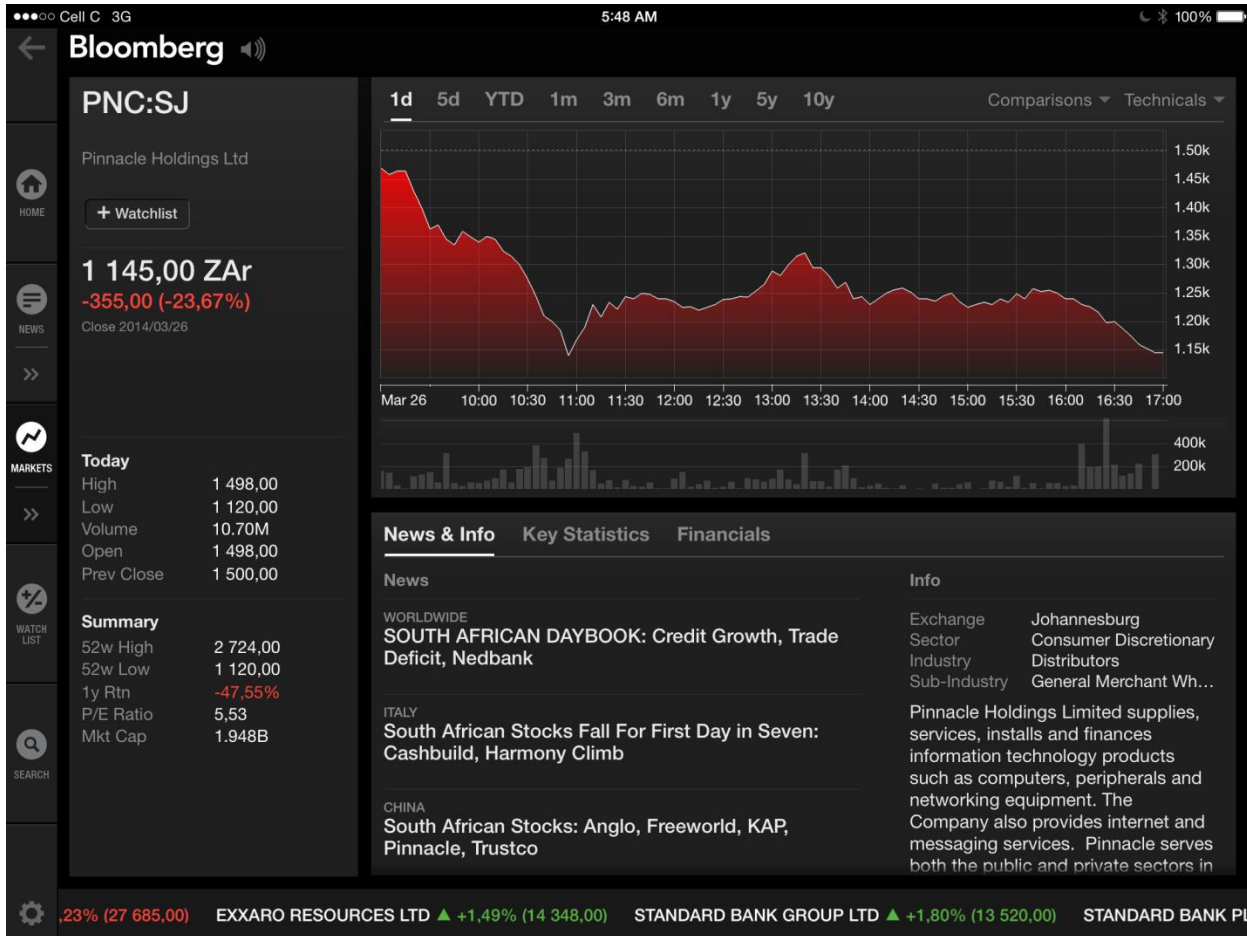 Cell C 3G
5:48 AM
100%
Bloomberg
HOME
NEWS
MARKETS
WATCH
LIST
SEARCH
PNC:SJ
Pinnacle Holdings Ltd
+ Watchlist
1 145,00 ZAr
-355,00 (-23,67%)
Close 2014/03/26
Today
High 1 498,00
Low 1 120,00
Volume 10.70M
Open 1 498,00
Prev Close 1 500,00
Summary
52w High 2 724,00
52w Low 1 120,00
1y Rtn -47,55%
P/E Ratio 5,53
Mkt Cap 1.948B
1d 5d YTD 1m 3m 6m 1y 5y 10y
Comparisons Technicals
1.50k
1.45k
1.40k
1.35k
1.30k
1.25k
1.20k
1.15k
Mar 26 10:00 10:30 11:00 11:30 12:00 12:30 13:00 13:30 14:00 14:30 15:00 15:30 16:00 16:30 17:00
400k
200k
News & Info Key Statistics Financials
News
WORLDWIDE
SOUTH AFRICAN DAYBOOK: Credit Growth, Trade
Deficit, Nedbank
ITALY
South African Stocks Fall For First Day in Seven:
Cashbuild, Harmony Climb
CHINA
South African Stocks: Anglo, Freeworld, KAP,
Pinnacle, Trustco
Info
Exchange Johannesburg
Sector Consumer Discretionary
Industry Distributors
Sub-Industry General Merchant Wh...
Pinnacle Holdings Limited supplies,
services, installs and finances
information technology products
such as computers, peripherals and
networking equipment. The
Company also provides internet and
messaging services. Pinnacle serves
both the public and private sectors in
,23% (27 685,00) EXXARO RESOURCES LTD ▲ +1,49% (14 348,00) STANDARD BANK GROUP LTD ▲ +1,80% (13 520,00) STANDARD BANK PL